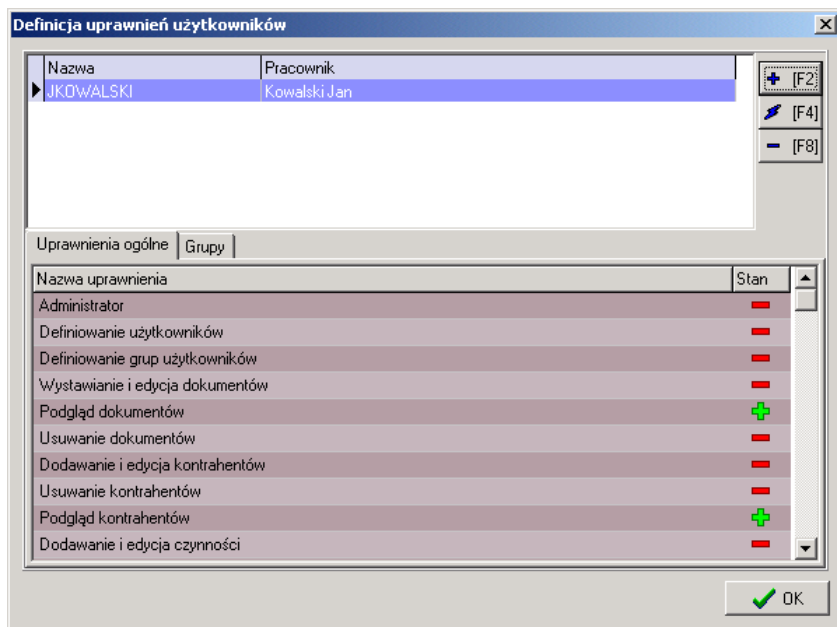 Definicja uprawnień użytkowników
Nazwa Pracownik
JKOWALSKI Kowalski Jan
[F2]
[F4]
[F8]
Uprawnienia ogólne Grupy
Nazwa uprawnienia Stan
Administrator
Definiowanie użytkowników
Definiowanie grup użytkowników
Wystawianie i edycja dokumentów
Podgląd dokumentów
Usuwanie dokumentów
Dodawanie i edycja kontrahentów
Usuwanie kontrahentów
Podgląd kontrahentów
Dodawanie i edycja czynności
OK